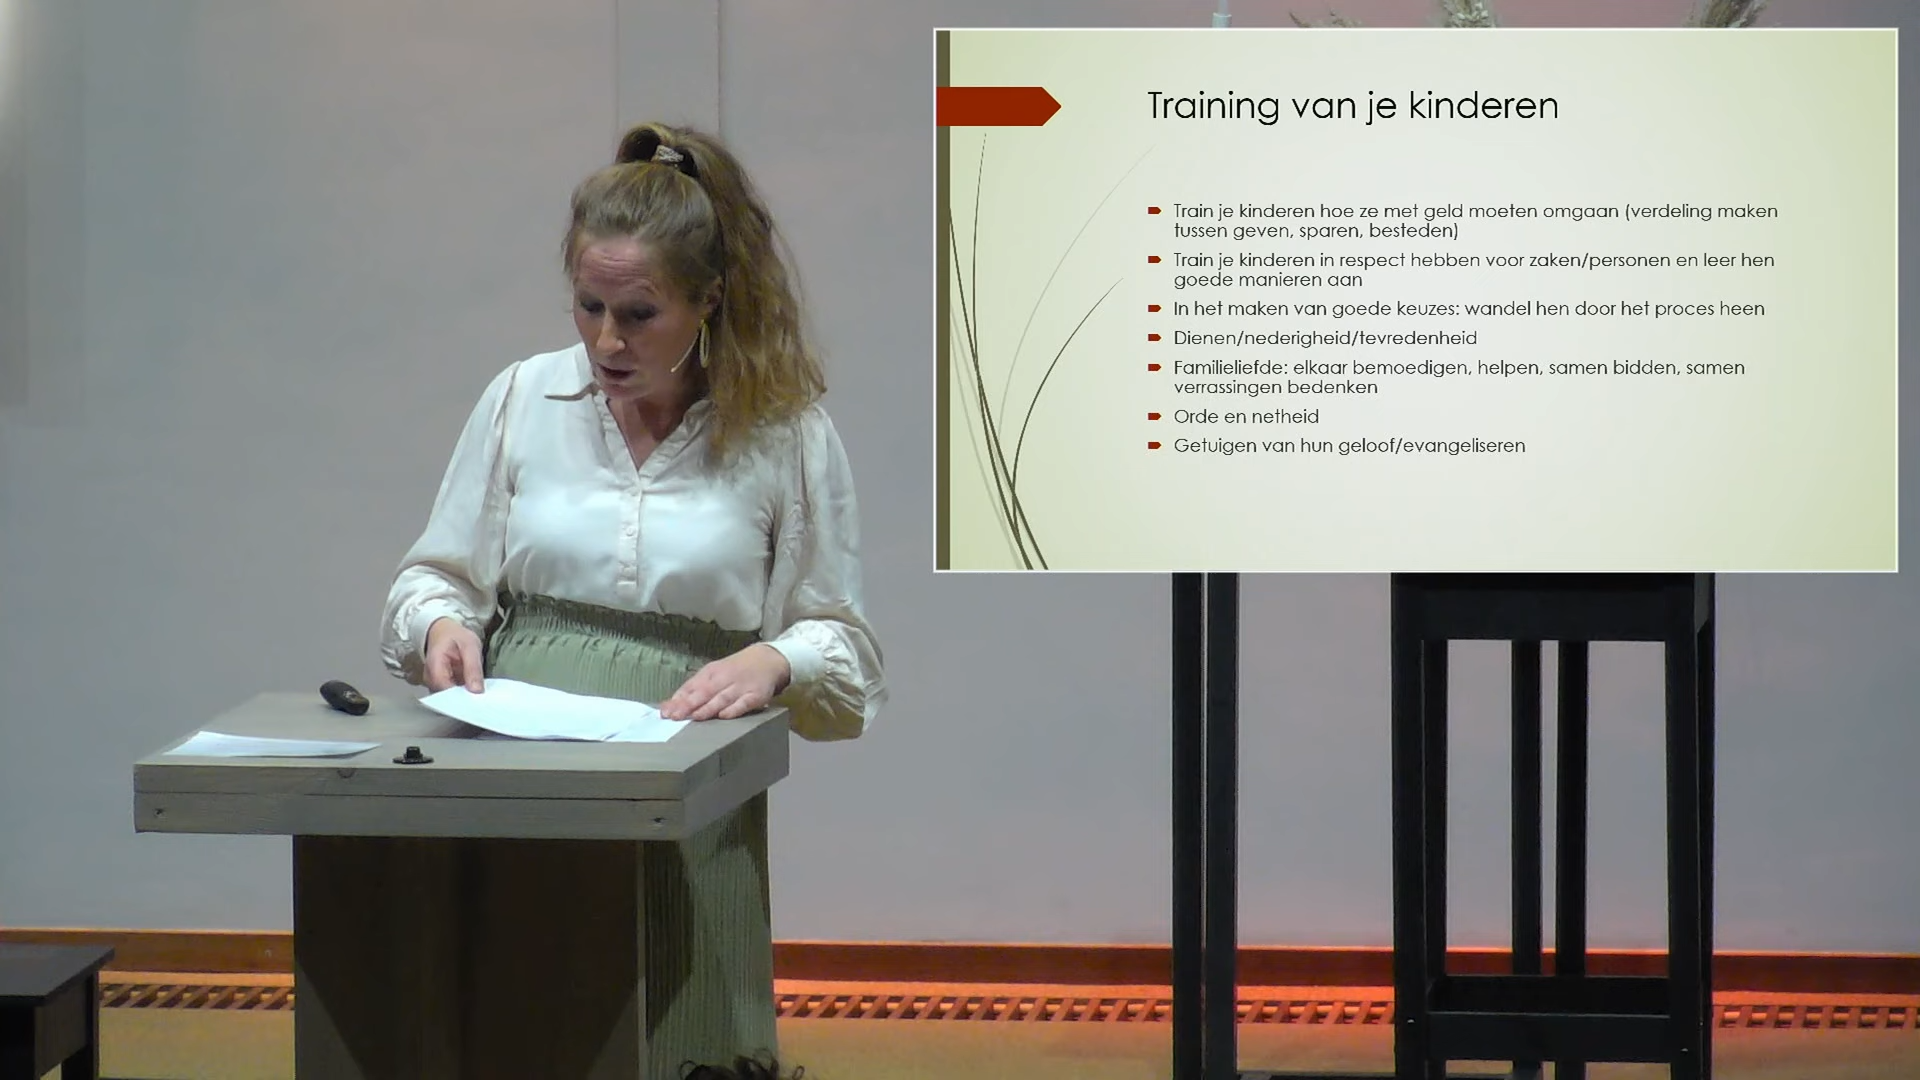 Training van je kinderen
Train je kinderen hoe ze met geld moeten omgaan (verdeling maken
tussen geven, sparen, besteden)
Train je kinderen in respect hebben voor zaken/personen en leer hen
goede manieren aan
In het maken van goede keuzes: wandel hen door het proces heen
Dienen/nederigheid/tevredenheid
Familieliefde: elkaar bemoedigen, helpen, samen bidden, samen
verrassingen bedenken
Orde en netheid
Getuigen van hun geloof/evangeliseren